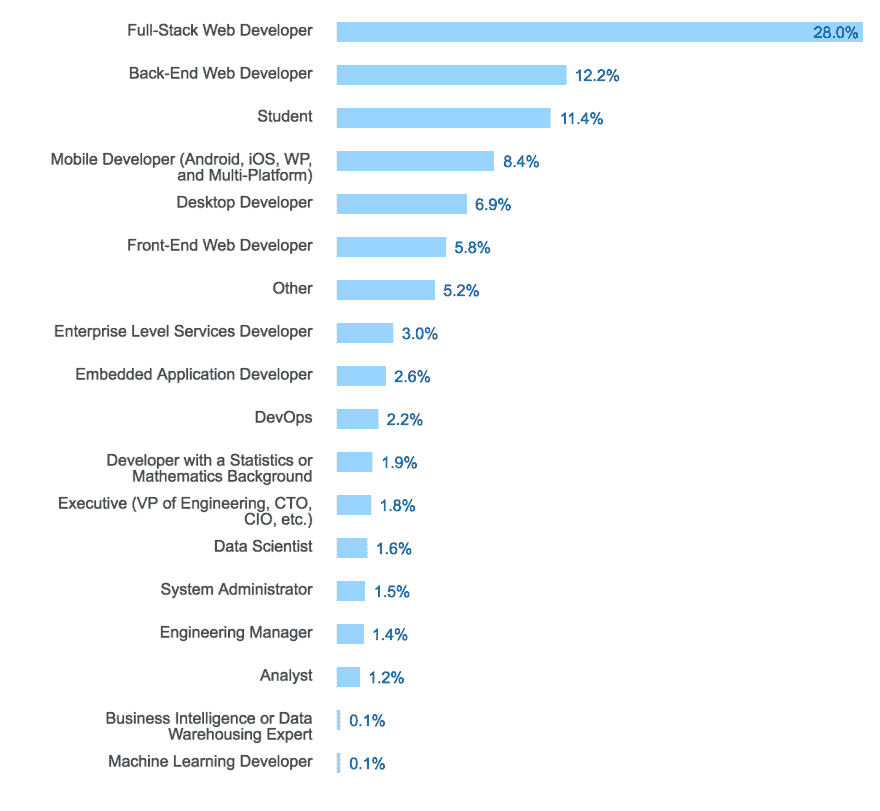 Full-Stack Web Developer 28.0%
Back-End Web Developer 12.2%
Student 11.4%
Mobile Developer (Android, iOS, WP,
and Multi-Platform) 8.4%
Desktop Developer 6.9%
Front-End Web Developer 5.8%
Other 5.2%
Enterprise Level Services Developer 3.0%
Embedded Application Developer 2.6%
DevOps 2.2%
Developer with a Statistics or
Mathematics Background 1.9%
Executive (VP of Engineering, CTO,
CIO, etc.) 1.8%
Data Scientist 1.6%
System Administrator 1.5%
Engineering Manager 1.4%
Analyst 1.2%
Business Intelligence or Data
Warehousing Expert 0.1%
Machine Learning Developer 0.1%